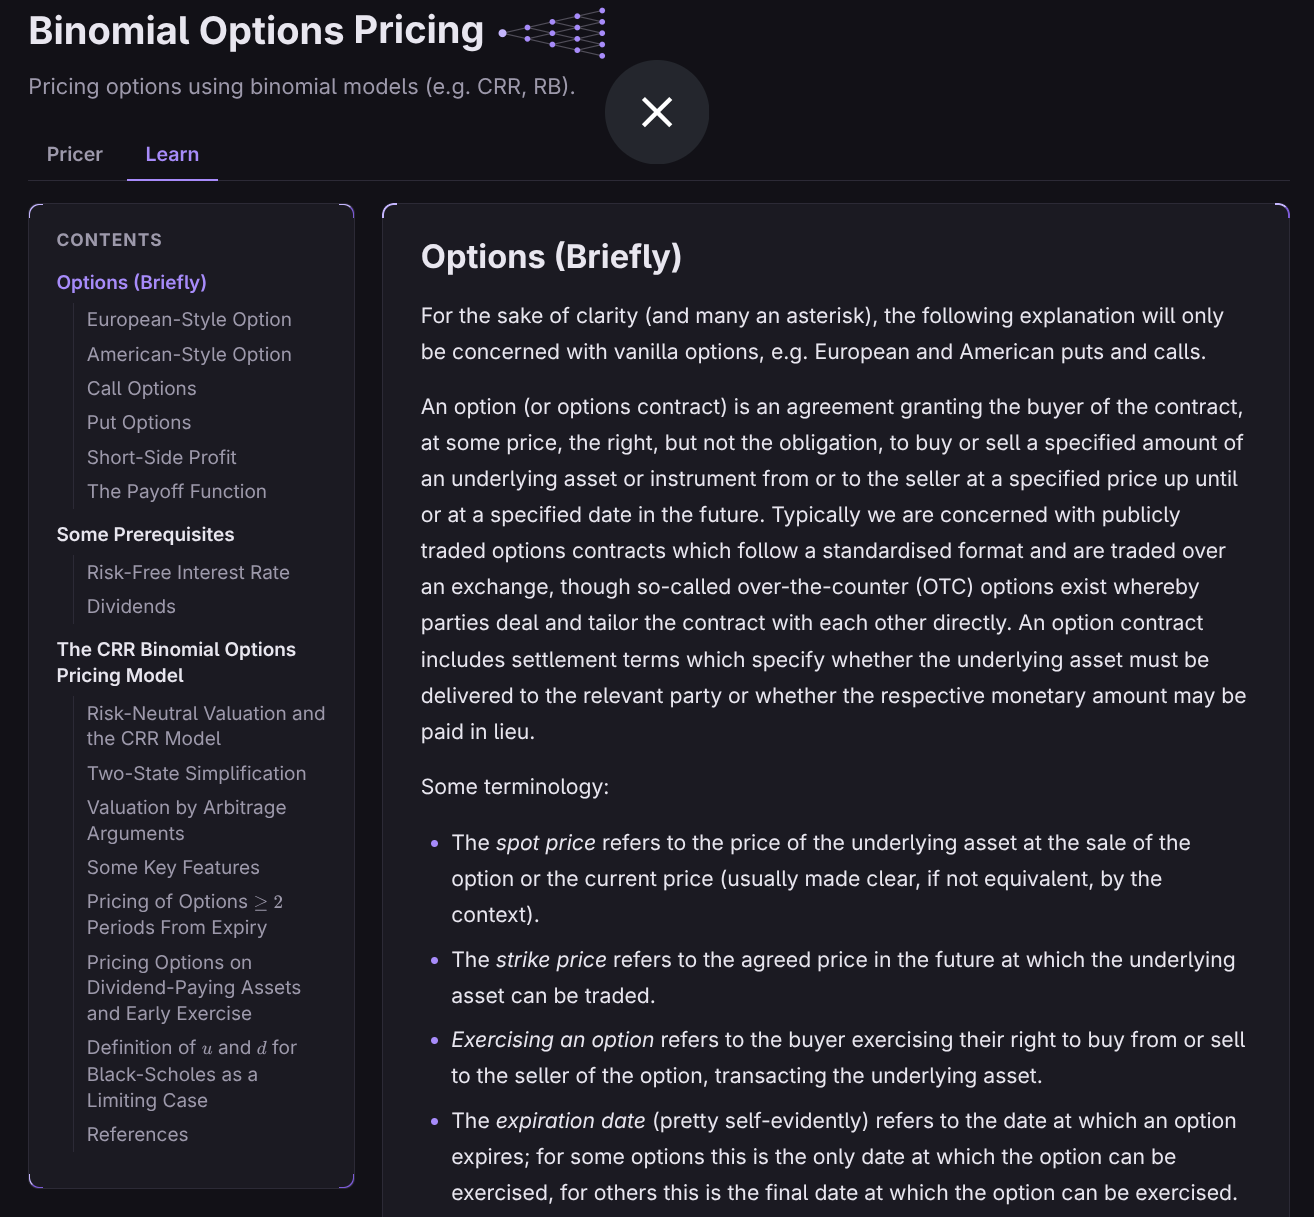 Binomial Options Pricing
Pricing options using binomial models (e.g. CRR, RB).
Pricer
Learn
CONTENTS
Options (Briefly)
European-Style Option
American-Style Option
Call Options
Put Options
Short-Side Profit
The Payoff Function
Some Prerequisites
Risk-Free Interest Rate
Dividends
The CRR Binomial Options
Pricing Model
Risk-Neutral Valuation and
the CRR Model
Two-State Simplification
Valuation by Arbitrage
Arguments
Some Key Features
Pricing of Options ≥ 2
Periods From Expiry
Pricing Options on
Dividend-Paying Assets
and Early Exercise
Definition of u and d for
Black-Scholes as a
Limiting Case
References
Options (Briefly)
For the sake of clarity (and many an asterisk), the following explanation will only
be concerned with vanilla options, e.g. European and American puts and calls.
An option (or options contract) is an agreement granting the buyer of the contract,
at some price, the right, but not the obligation, to buy or sell a specified amount of
an underlying asset or instrument from or to the seller at a specified price up until
or at a specified date in the future. Typically we are concerned with publicly
traded options contracts which follow a standardised format and are traded over
an exchange, though so-called over-the-counter (OTC) options exist whereby
parties deal and tailor the contract with each other directly. An option contract
includes settlement terms which specify whether the underlying asset must be
delivered to the relevant party or whether the respective monetary amount may be
paid in lieu.
Some terminology:
• The spot price refers to the price of the underlying asset at the sale of the
option or the current price (usually made clear, if not equivalent, by the
context).
• The strike price refers to the agreed price in the future at which the underlying
asset can be traded.
• Exercising an option refers to the buyer exercising their right to buy from or sell
to the seller of the option, transacting the underlying asset.
• The expiration date (pretty self-evidently) refers to the date at which an option
expires; for some options this is the only date at which the option can be
exercised, for others this is the final date at which the option can be exercised.